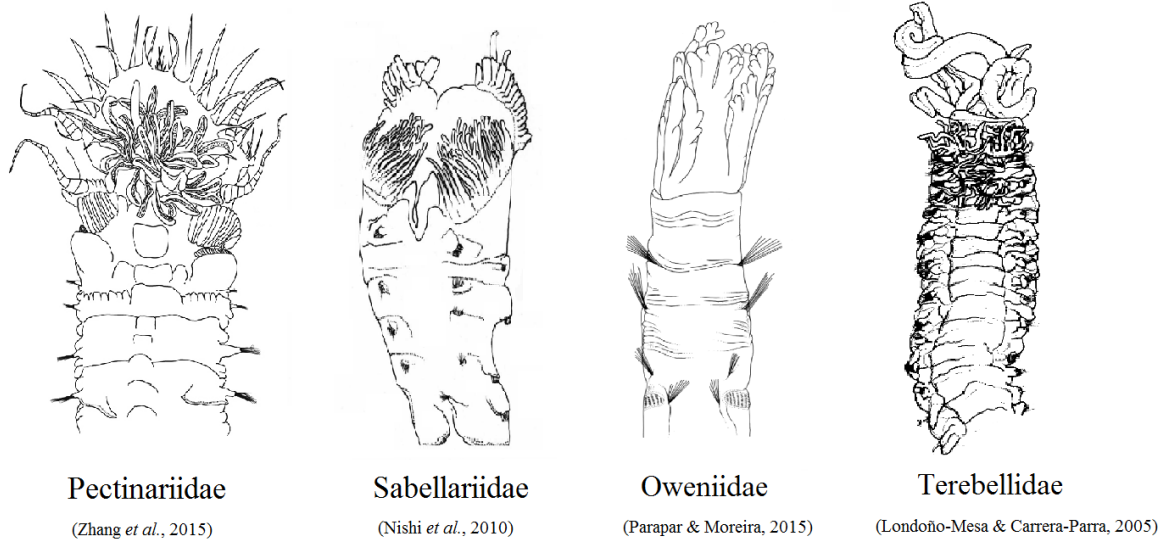 Pectinariidae
(Zhang et al., 2015)
Sabellariidae
(Nishi et al., 2010)
Oweniidae
(Parapar & Moreira, 2015)
Terebellidae
(Londoño-Mesa & Carrera-Parra, 2005)